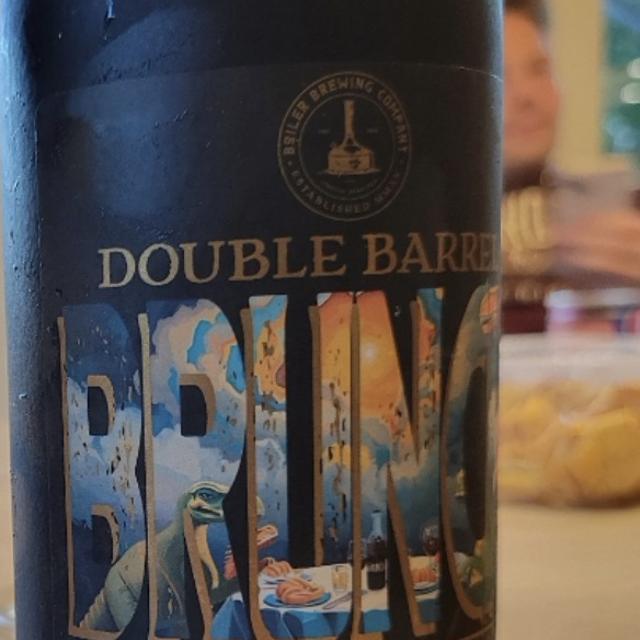 BOILER BREWING COMPANY
ESTABLISHED
DOUBLE BARRE
BRUNC